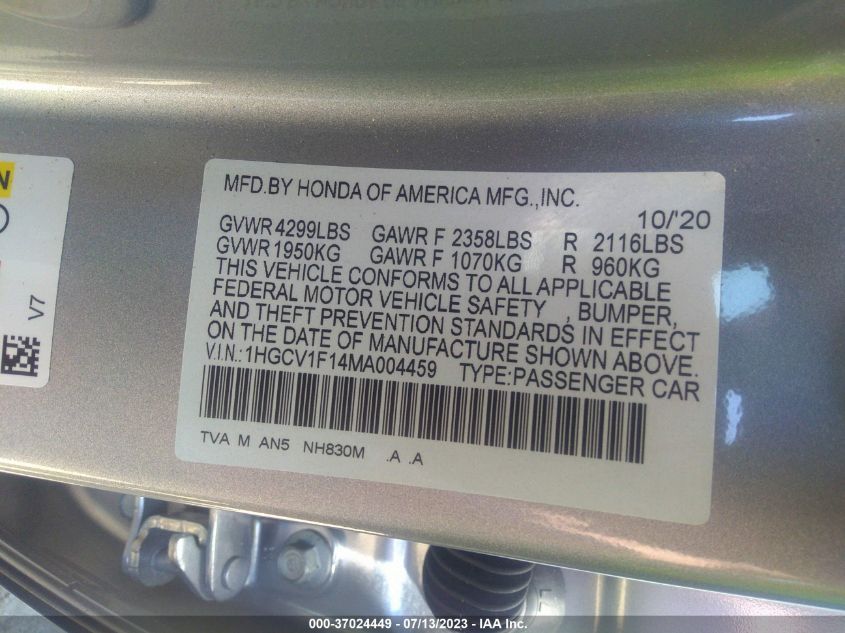 MFD.BY HONDA OF AMERICA MFG.,INC.
10/'20
GVWR 4299LBS GAWR F 2358LBS R 2116LBS
GVWR 1950KG GAWR F 1070KG R 960KG
THIS VEHICLE CONFORMS TO ALL APPLICABLE
FEDERAL MOTOR VEHICLE SAFETY , BUMPER,
AND THEFT PREVENTION STANDARDS IN EFFECT
ON THE DATE OF MANUFACTURE SHOWN ABOVE.
V.I.N.:1HGCV1F14MA004459 TYPE:PASSENGER CAR
TVA M AN5 NH830M .A .A
N
V7
000-37024449 - 07/13/2023 - IAA Inc.